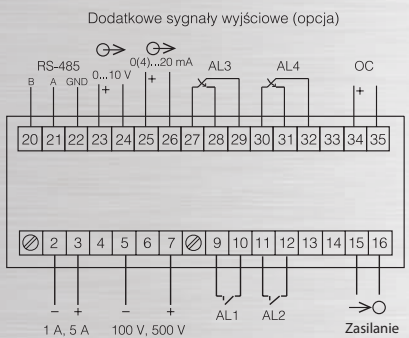 Dodatkowe sygnały wyjściowe (opcja)
RS-485 0(4)...20 mA AL3 AL4 OC
B A GND 0...10 V
+ + +
20 21 22 23 24 25 26 27 28 29 30 31 32 33 34 35
2 3 4 5 6 7 9 10 11 12 13 14 15 16
– + – + AL1 AL2
1 A, 5 A 100 V, 500 V Zasilanie